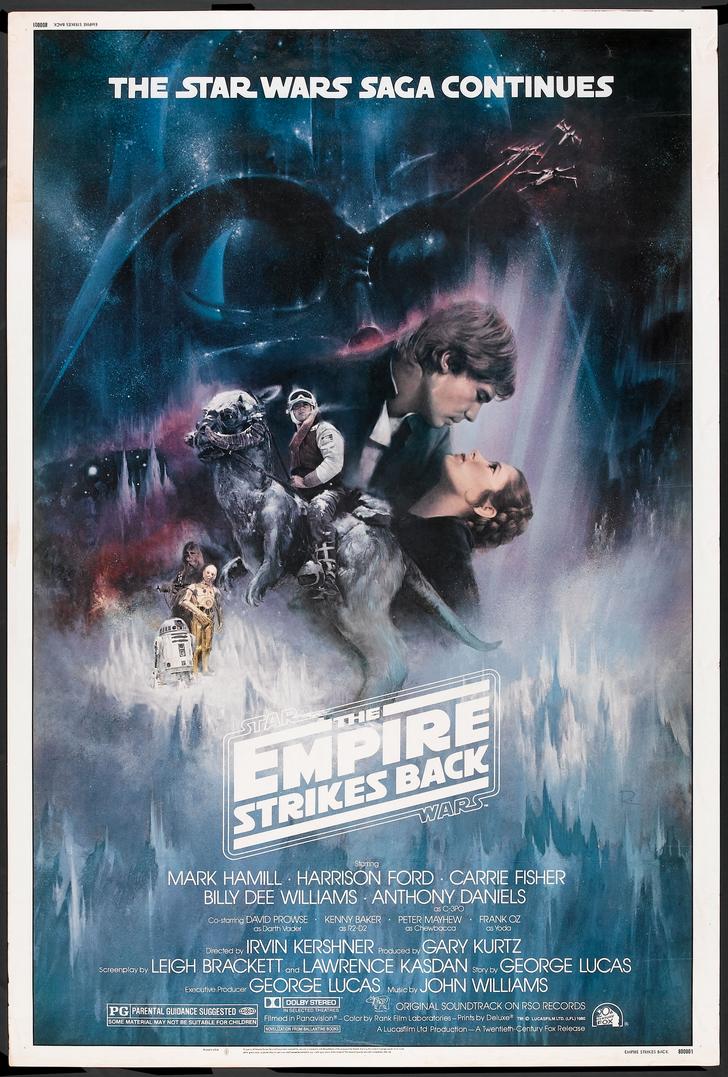 THE STAR WARS SAGA CONTINUES
STAR
THE
EMPIRE
STRIKES BACK
WARS
Starring
MARK HAMILL · HARRISON FORD · CARRIE FISHER
BILLY DEE WILLIAMS · ANTHONY DANIELS
as C-3PO
Co-starring DAVID PROWSE · KENNY BAKER · PETER MAYHEW · FRANK OZ
as Darth Vader as R2-D2 as Chewbacca as Yoda
Directed by IRVIN KERSHNER Produced by GARY KURTZ
Screenplay by LEIGH BRACKETT and LAWRENCE KASDAN Story by GEORGE LUCAS
Executive Producer GEORGE LUCAS Music by JOHN WILLIAMS
PG PARENTAL GUIDANCE SUGGESTED
SOME MATERIAL MAY NOT BE SUITABLE FOR CHILDREN
DOLBY STEREO
IN SELECTED THEATRES
NOVELIZATION FROM BALLANTINE BOOKS
ORIGINAL SOUNDTRACK ON RSO RECORDS
Filmed in Panavision® – Color by Rank Film Laboratories – Prints by Deluxe® TM: © LUCASFILM LTD. (LFL) 1980
A Lucasfilm Ltd Production – A Twentieth Century-Fox Release
EMPIRE STRIKES BACK 800001